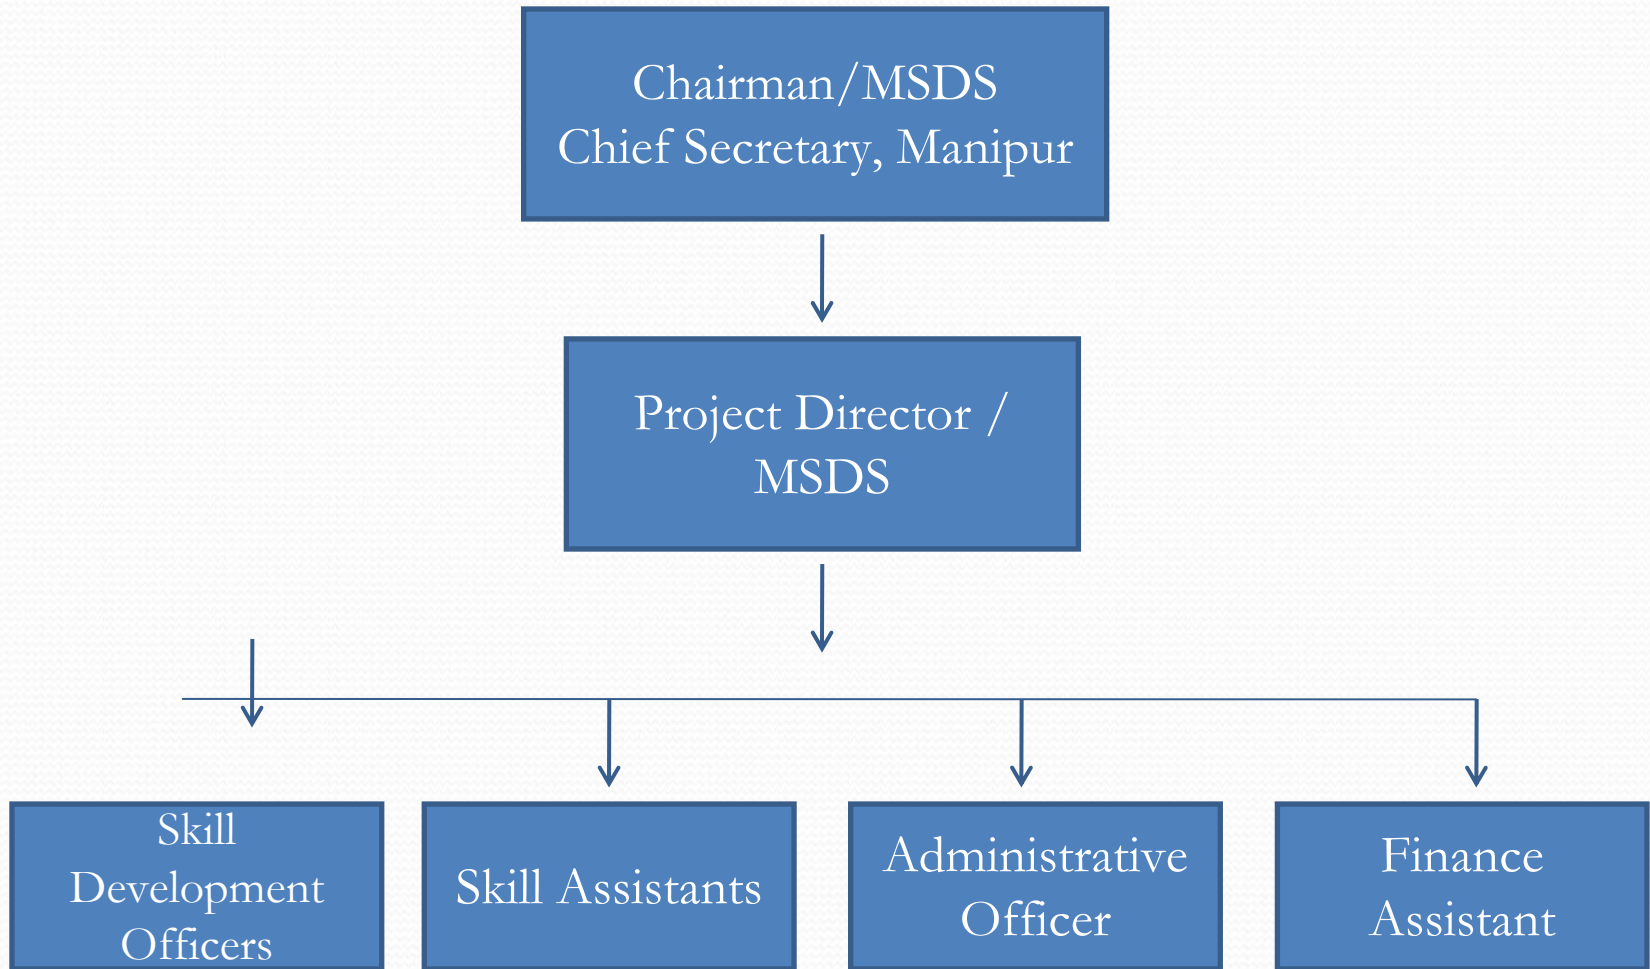 Chairman/MSDS
Chief Secretary, Manipur
Project Director /
MSDS
Skill
Development
Officers
Skill Assistants
Administrative
Officer
Finance
Assistant